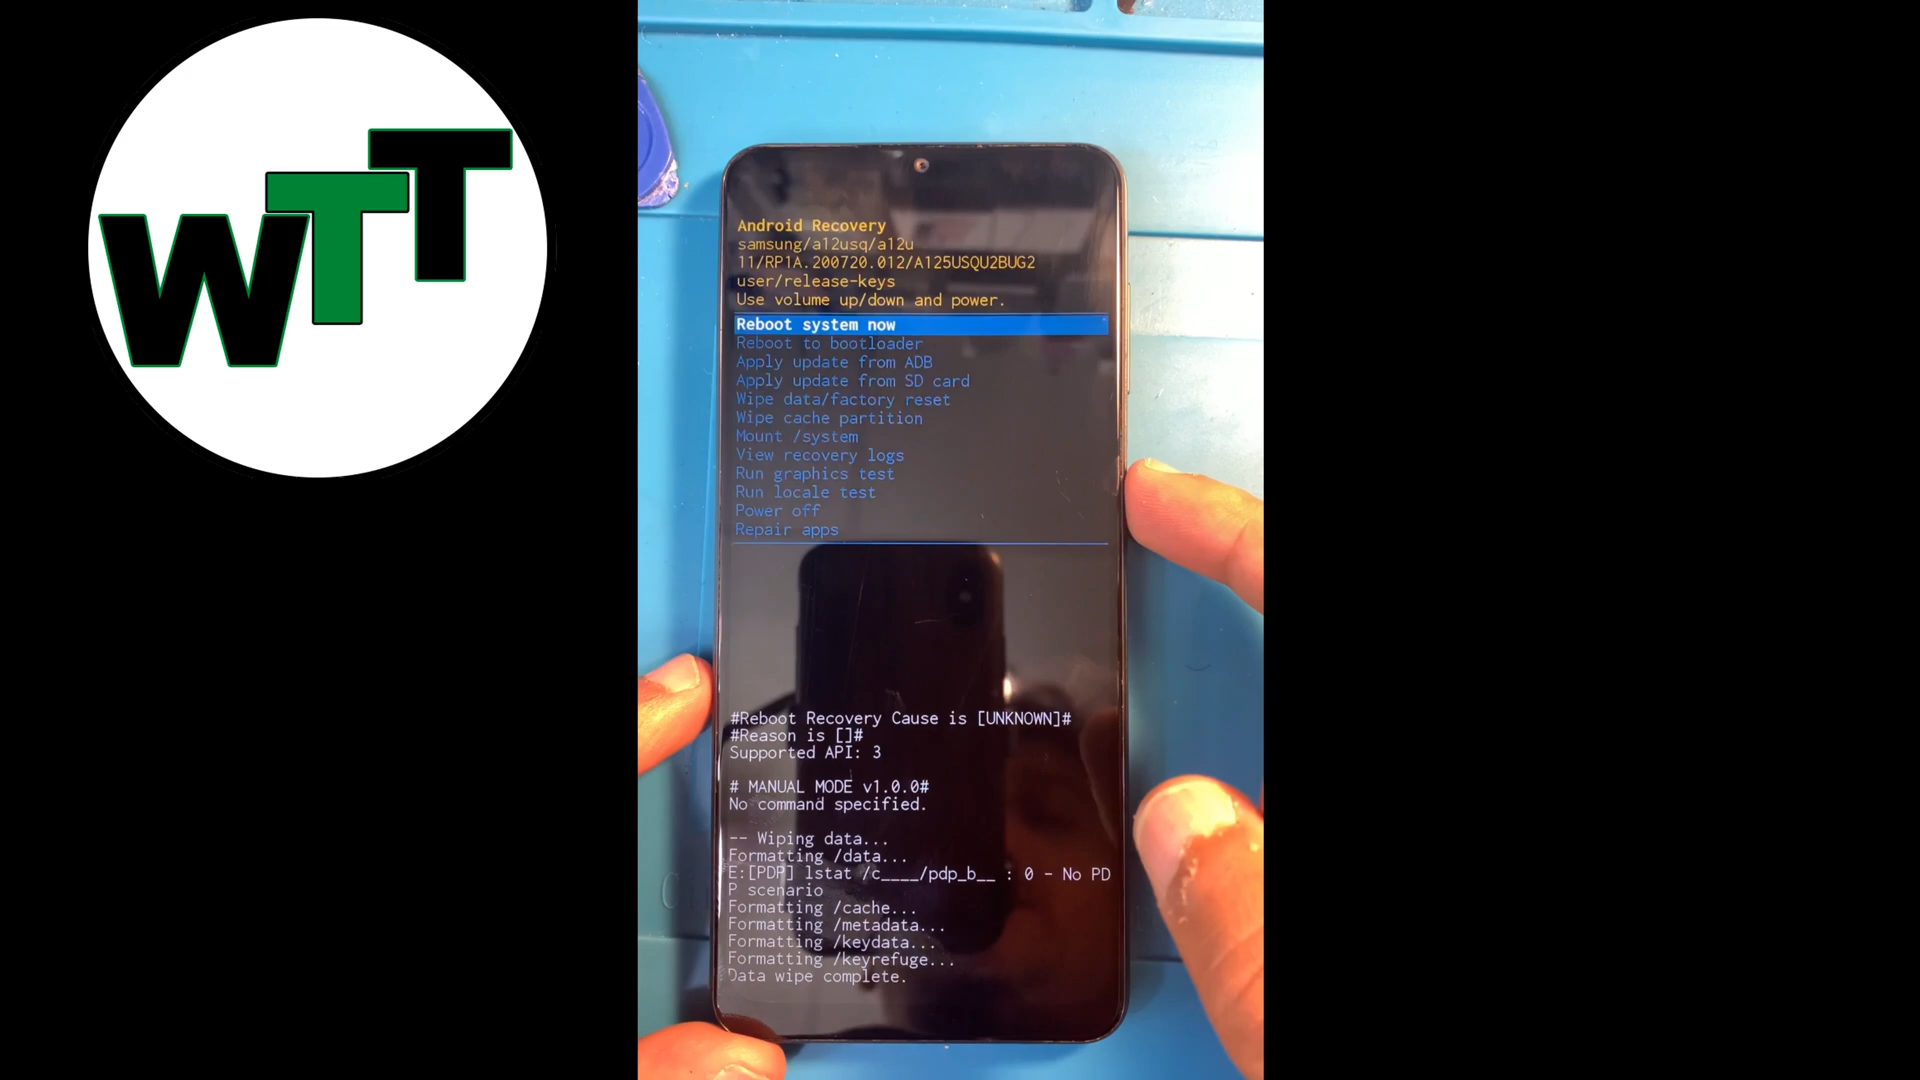 WTT
Android Recovery
samsung/a12usq/a12u
11/RP1A.200720.012/A125USQU2BUG2
user/release-keys
Use volume up/down and power.
Reboot system now
Reboot to bootloader
Apply update from ADB
Apply update from SD card
Wipe data/factory reset
Wipe cache partition
Mount /system
View recovery logs
Run graphics test
Run locale test
Power off
Repair apps
#Reboot Recovery Cause is [UNKNOWN]#
#Reason is []#
Supported API: 3
# MANUAL MODE v1.0.0#
No command specified.
-- Wiping data...
Formatting /data...
E:[PDP] lstat /c____/pdp_b__ : 0 - No PD
P scenario
Formatting /cache...
Formatting /metadata...
Formatting /keydata...
Formatting /keyrefuge...
Data wipe complete.